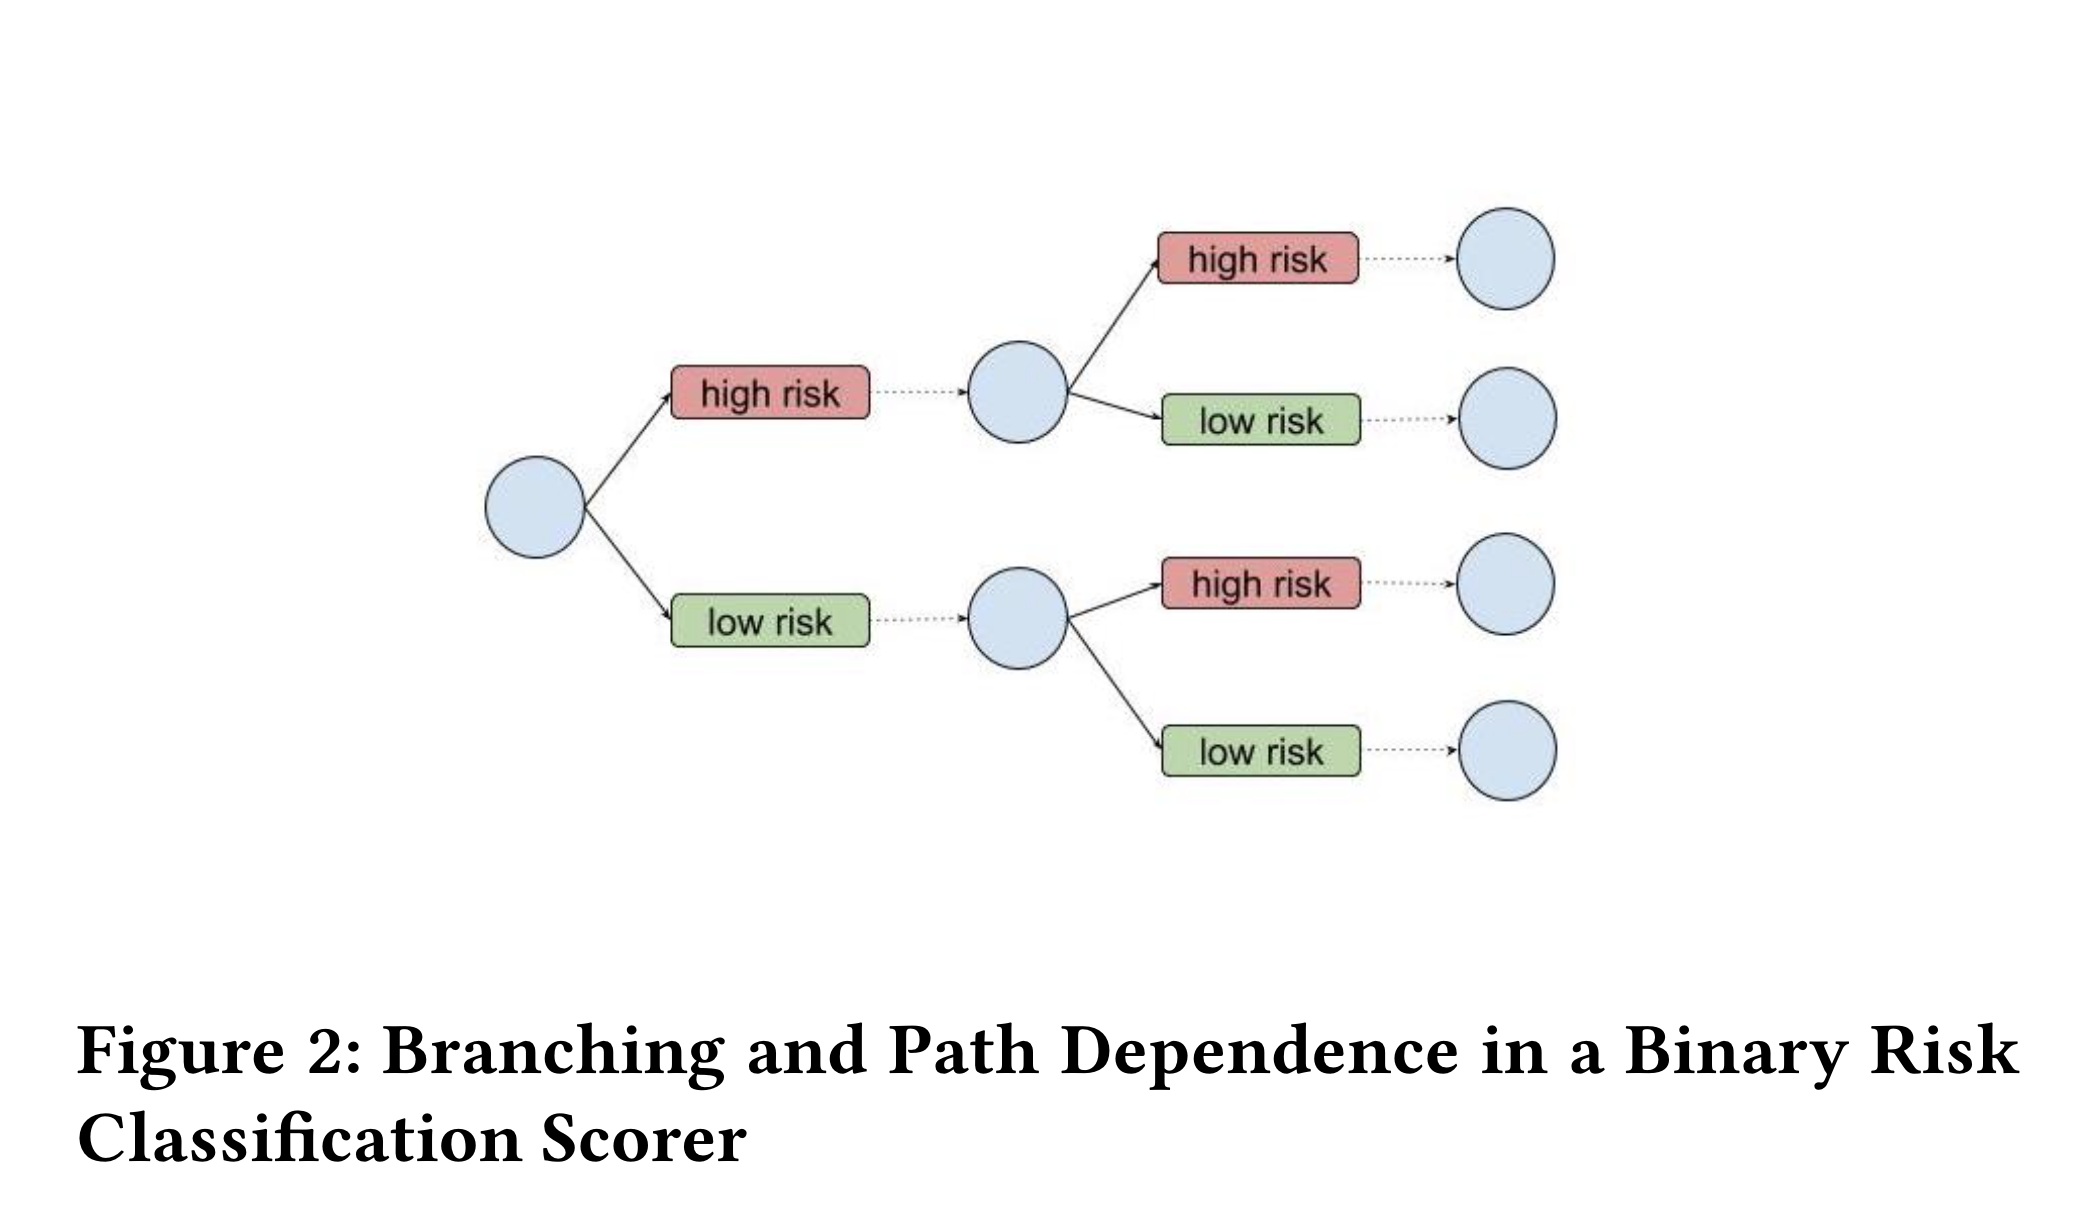 high risk
high risk
low risk
low risk
high risk
low risk
Figure 2: Branching and Path Dependence in a Binary Risk
Classification Scorer